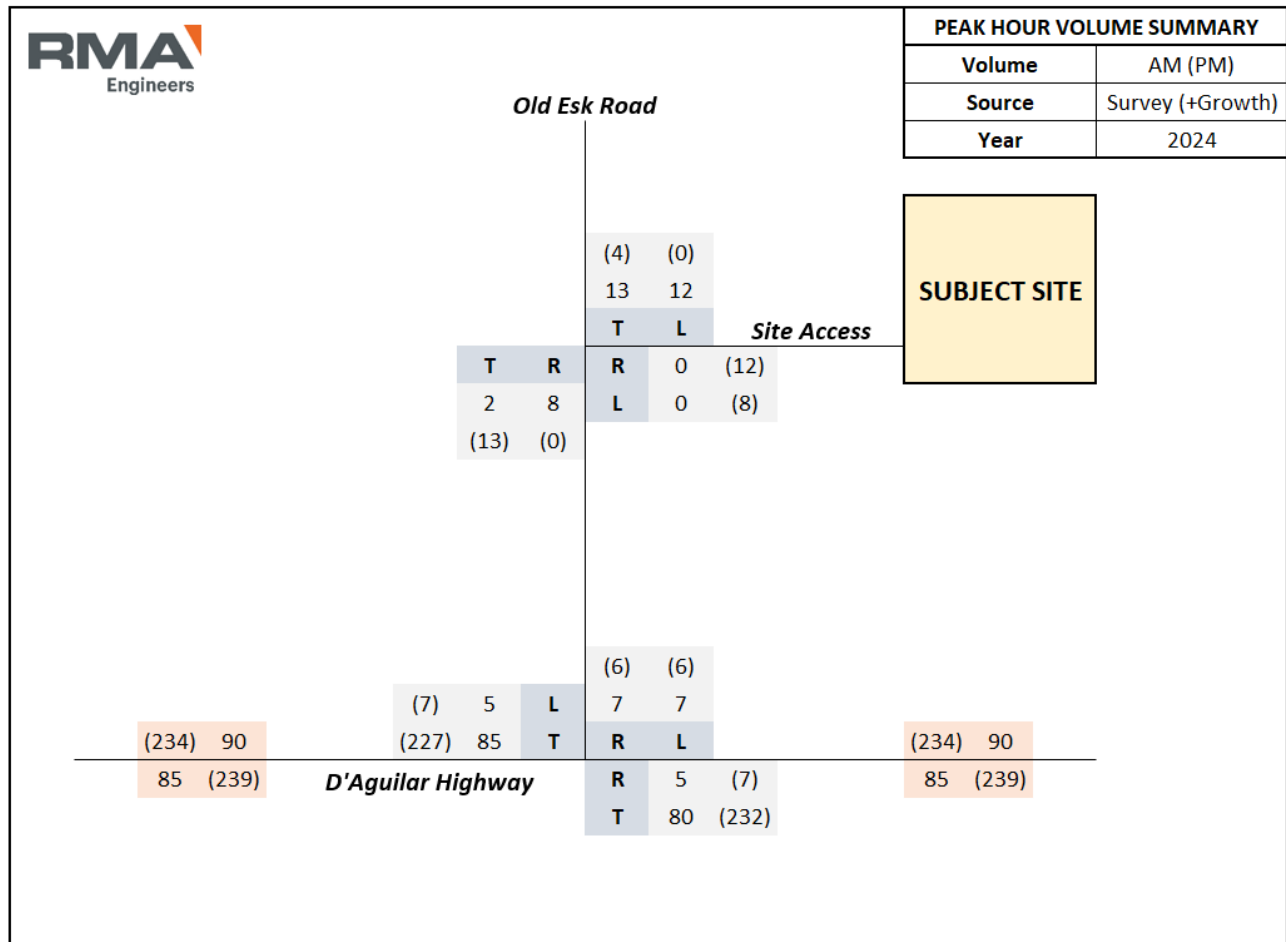 RMA
Engineers
PEAK HOUR VOLUME SUMMARY
Volume AM (PM)
Source Survey (+Growth)
Year 2024
Old Esk Road
(4) (0)
13 12
T L
SUBJECT SITE
Site Access
T R R 0 (12)
2 8 L 0 (8)
(13) (0)
(6) (6)
(7) 5 L 7 7
(234) 90 (227) 85 T R L (234) 90
85 (239) D'Aguilar Highway R 5 (7) 85 (239)
T 80 (232)